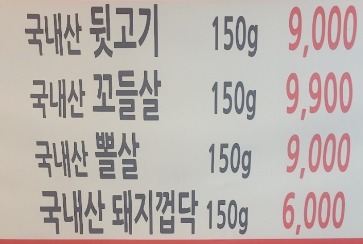 국내산 뒷고기 150g 9,000
국내산 꼬들살 150g 9,900
국내산 뽈살 150g 9,000
국내산 돼지껍닥 150g 6,000